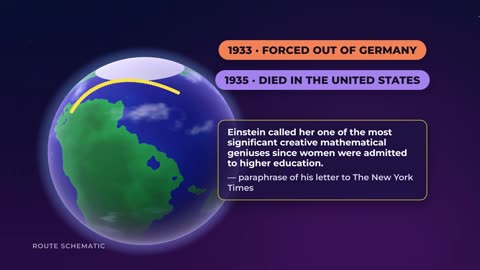 1933 · FORCED OUT OF GERMANY
1935 · DIED IN THE UNITED STATES
Einstein called her one of the most
significant creative mathematical
geniuses since women were admitted
to higher education.
— paraphrase of his letter to The New York
Times
ROUTE SCHEMATIC